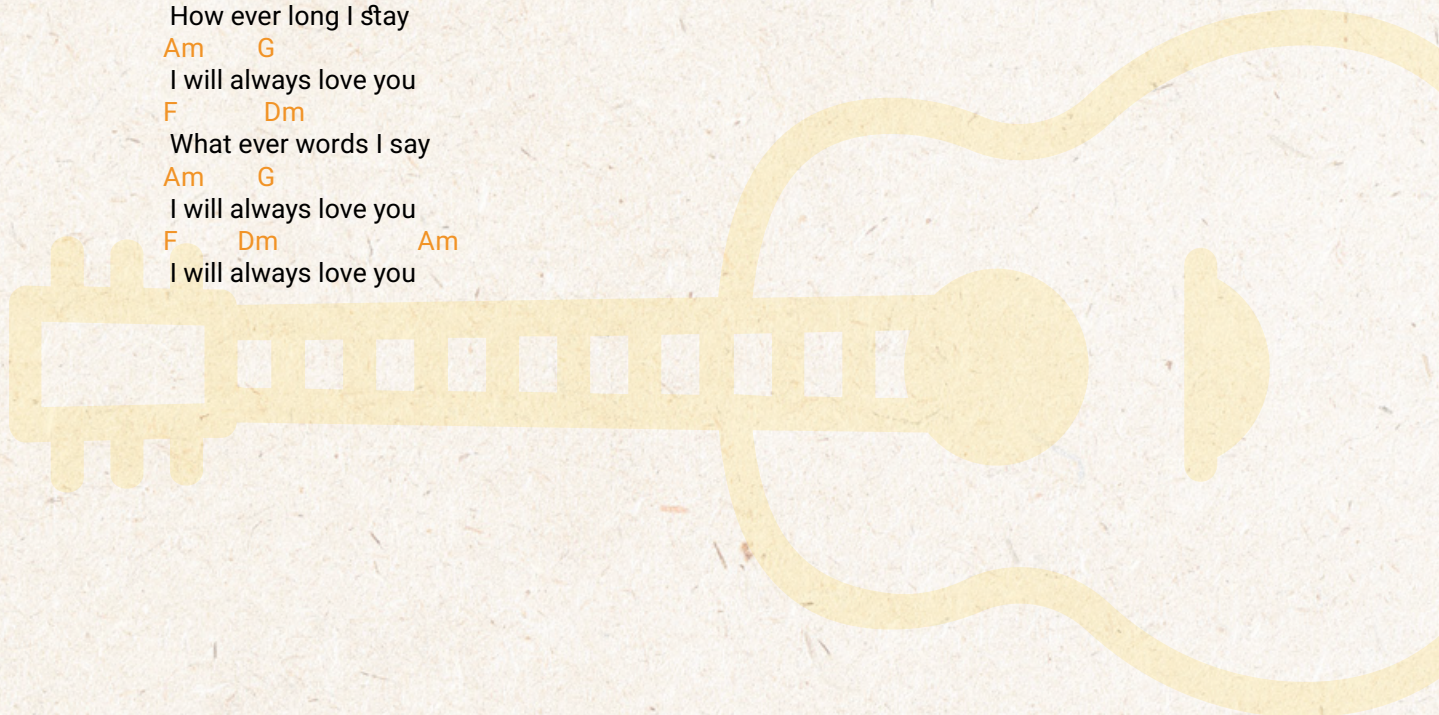 How ever long I stay
Am G
I will always love you
F Dm
What ever words I say
Am G
I will always love you
F Dm Am
I will always love you